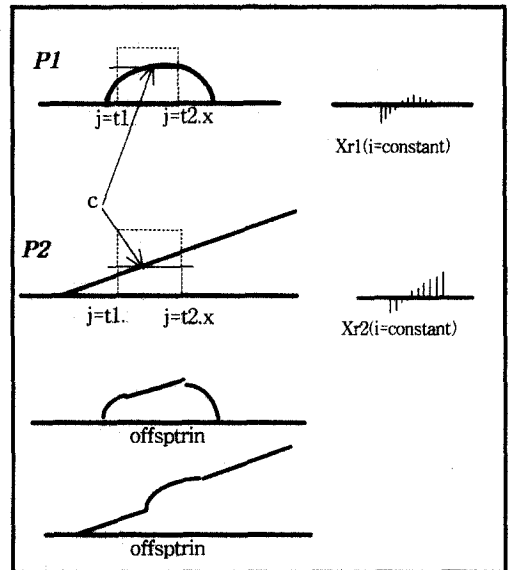 P1
j=t1. j=t2.x
Xr1(i=constant)
c
P2
j=t1. j=t2.x
Xr2(i=constant)
offsptrin
offsptrin